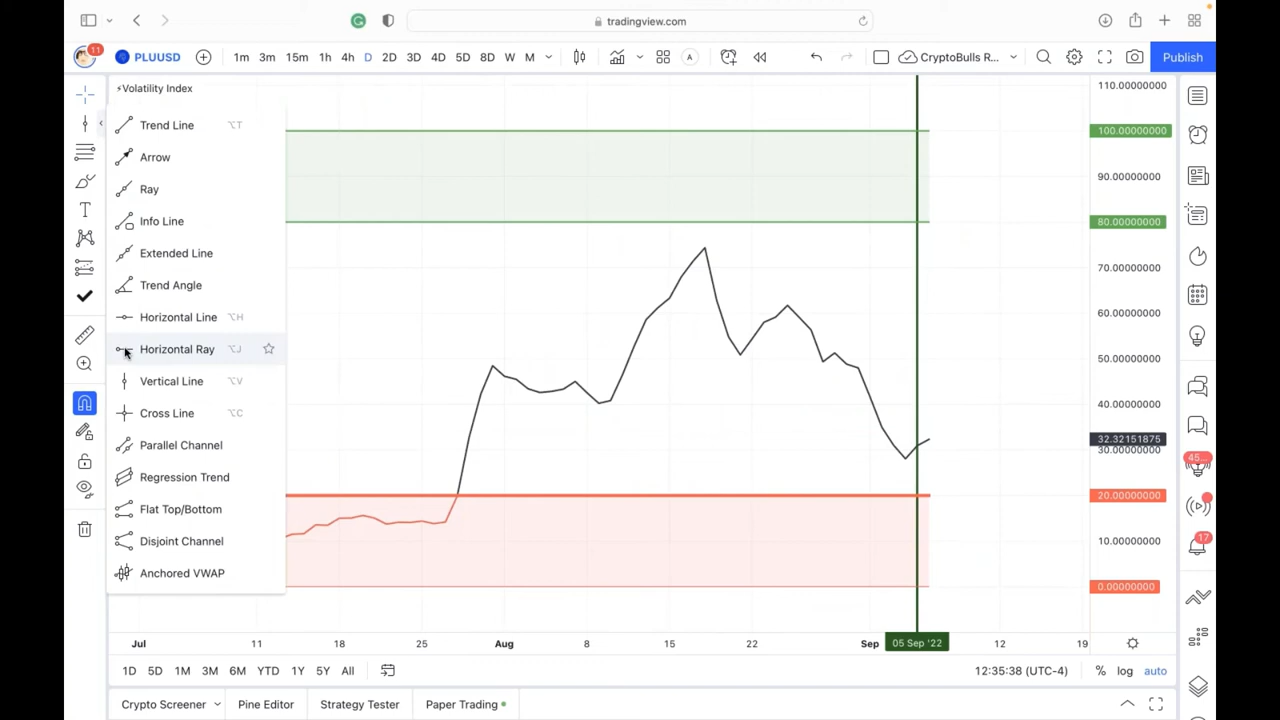 tradingview.com
11
PLUUSD
1m 3m 15m 1h 4h D 2D 3D 4D 5D 8D W M
A
CryptoBulls R...
Publish
⚡Volatility Index
Trend Line ⌥T
Arrow
Ray
Info Line
Extended Line
Trend Angle
Horizontal Line ⌥H
Horizontal Ray ⌥J
Vertical Line ⌥V
Cross Line ⌥C
Parallel Channel
Regression Trend
Flat Top/Bottom
Disjoint Channel
Anchored VWAP
110.00000000
100.00000000
90.00000000
80.00000000
70.00000000
60.00000000
50.00000000
40.00000000
32.32151875
30.00000000
20.00000000
10.00000000
0.00000000
45...
17
Jul 11 18 25 Aug 8 15 22 Sep 05 Sep '22 12 19
1D 5D 1M 3M 6M YTD 1Y 5Y All
12:35:38 (UTC-4) % log auto
Crypto Screener Pine Editor Strategy Tester Paper Trading